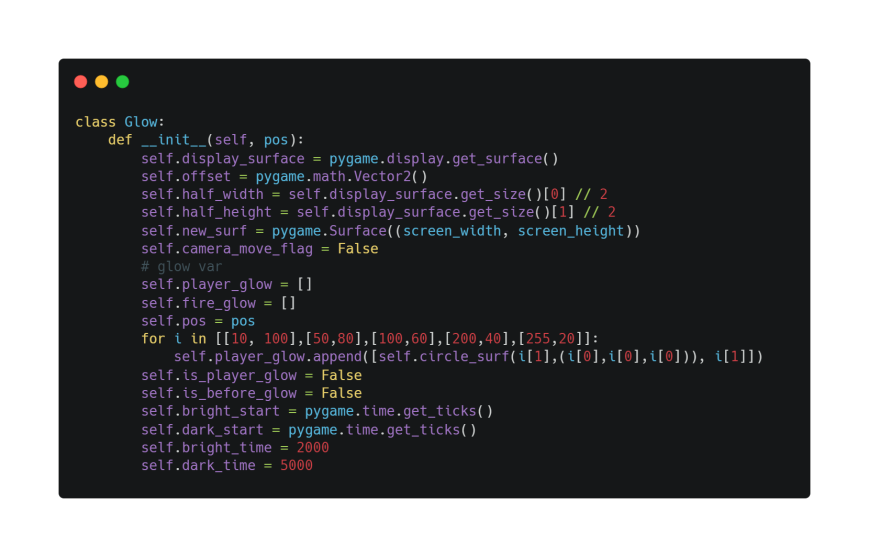 class Glow:
    def __init__(self, pos):
        self.display_surface = pygame.display.get_surface()
        self.offset = pygame.math.Vector2()
        self.half_width = self.display_surface.get_size()[0] // 2
        self.half_height = self.display_surface.get_size()[1] // 2
        self.new_surf = pygame.Surface((screen_width, screen_height))
        self.camera_move_flag = False
        # glow var
        self.player_glow = []
        self.fire_glow = []
        self.pos = pos
        for i in [[10, 100],[50,80],[100,60],[200,40],[255,20]]:
            self.player_glow.append([self.circle_surf(i[1],(i[0],i[0],i[0])), i[1]])
        self.is_player_glow = False
        self.is_before_glow = False
        self.bright_start = pygame.time.get_ticks()
        self.dark_start = pygame.time.get_ticks()
        self.bright_time = 2000
        self.dark_time = 5000